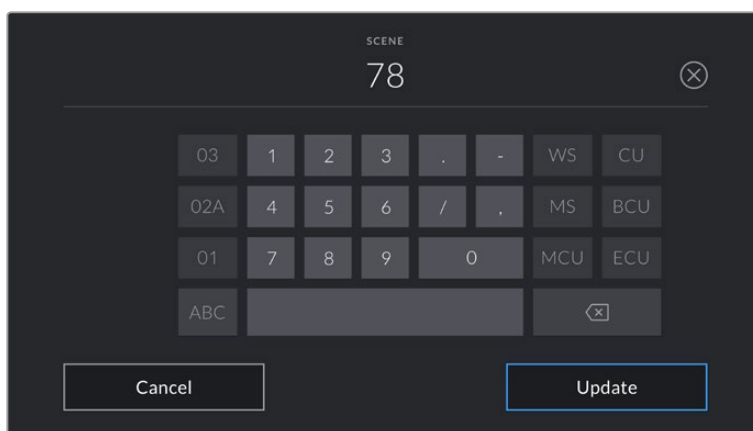 SCENE
78
03 1 2 3 . - WS CU
02A 4 5 6 / , MS BCU
01 7 8 9 0 MCU ECU
ABC
Cancel Update